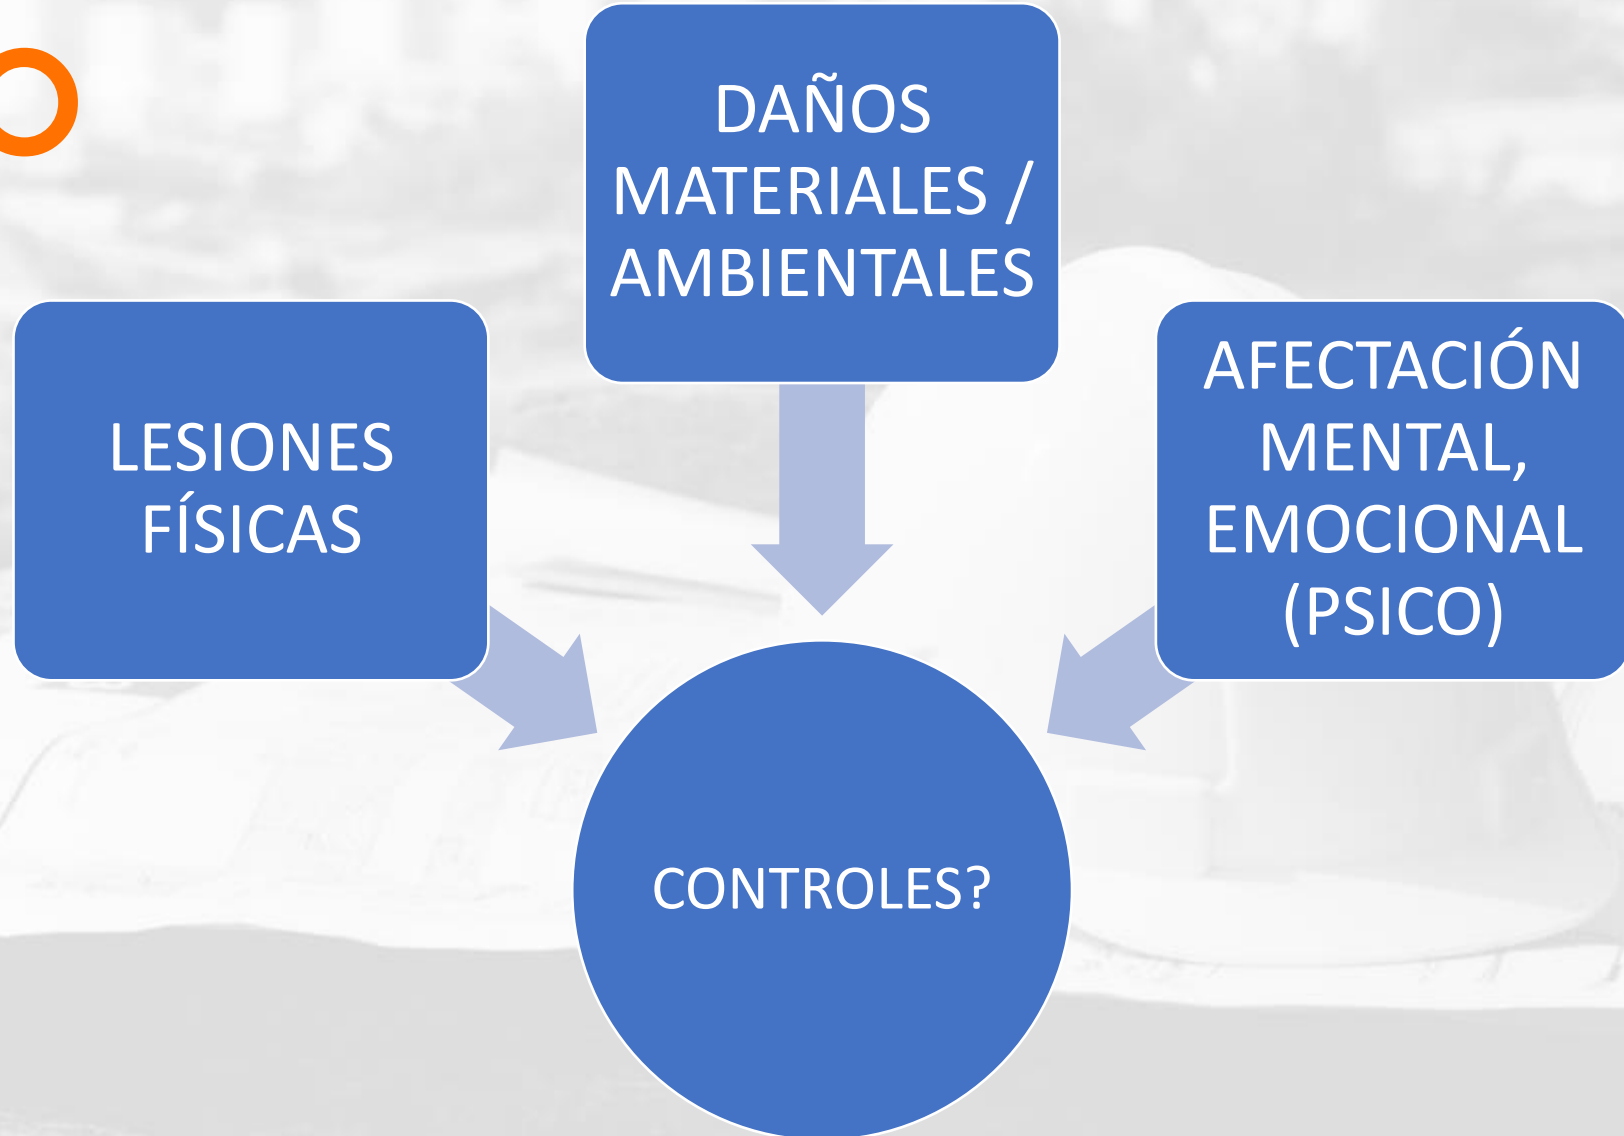 DAÑOS
MATERIALES /
AMBIENTALES
LESIONES
FÍSICAS
AFECTACIÓN
MENTAL,
EMOCIONAL
(PSICO)
CONTROLES?